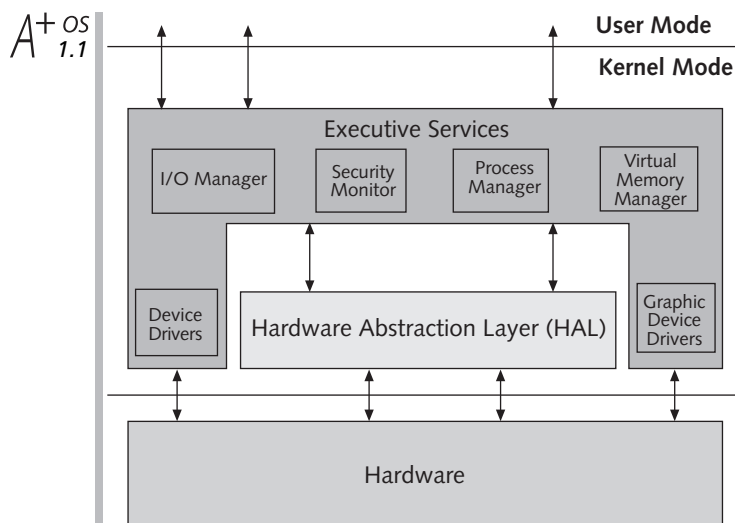 A+ OS
1.1
User Mode
Kernel Mode
Executive Services
I/O Manager
Security
Monitor
Process
Manager
Virtual
Memory
Manager
Device
Drivers
Hardware Abstraction Layer (HAL)
Graphic
Device
Drivers
Hardware